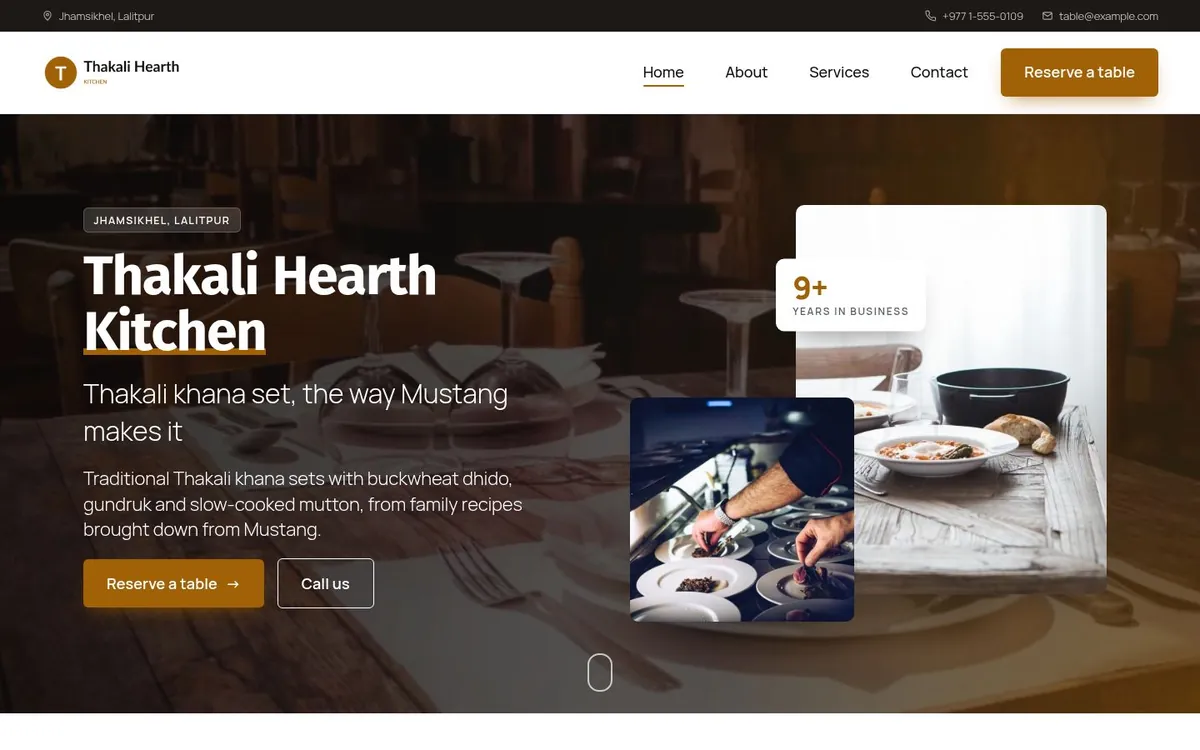 Jhamsikhel, Lalitpur
+977 1-555-0109
table@example.com
T
Thakali Hearth
KITCHEN
Home
About
Services
Contact
Reserve a table
JHAMSIKHEL, LALITPUR
Thakali Hearth
Kitchen
Thakali khana set, the way Mustang
makes it
Traditional Thakali khana sets with buckwheat dhido,
gundruk and slow-cooked mutton, from family recipes
brought down from Mustang.
Reserve a table →
Call us
9+
YEARS IN BUSINESS